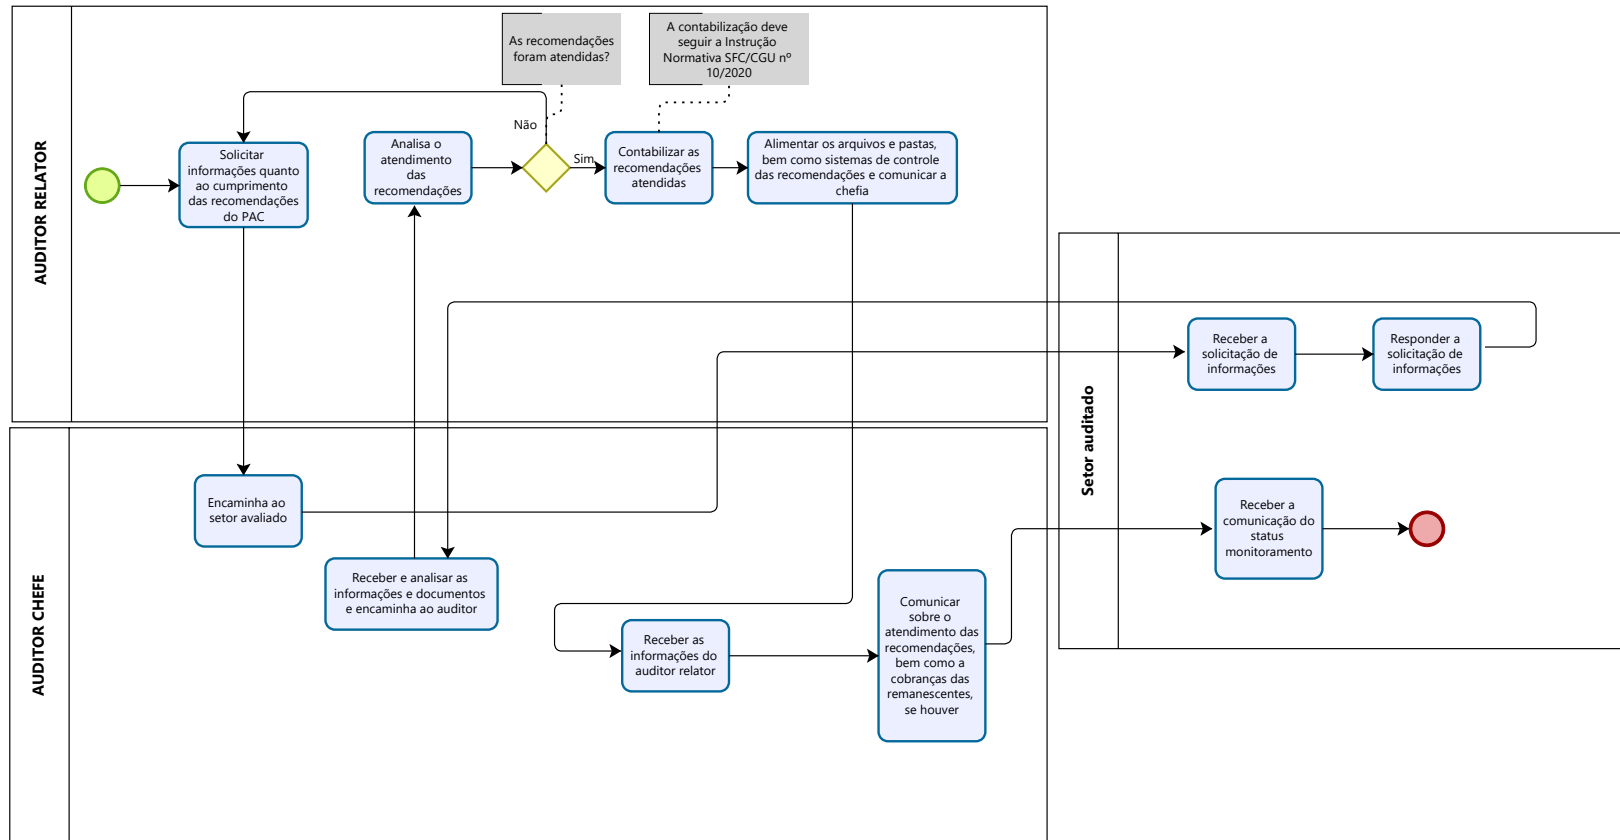 AUDITOR RELATOR
As recomendações
foram atendidas?
A contabilização deve
seguir a Instrução
Normativa SFC/CGU nº
10/2020
Não
Sim
Solicitar
informações quanto
ao cumprimento
das recomendações
do PAC
Analisa o
atendimento
das
recomendações
Contabilizar as
recomendações
atendidas
Alimentar os arquivos e pastas,
bem como sistemas de controle
das recomendações e comunicar a
chefia
Setor auditado
Receber a
solicitação de
informações
Responder a
solicitação de
informações
Receber a
comunicação do
status
monitoramento
AUDITOR CHEFE
Encaminha ao
setor avaliado
Receber e analisar as
informações e documentos
e encaminha ao auditor
Receber as
informações do
auditor relator
Comunicar
sobre o
atendimento das
recomendações,
bem como a
cobranças das
remanescentes,
se houver